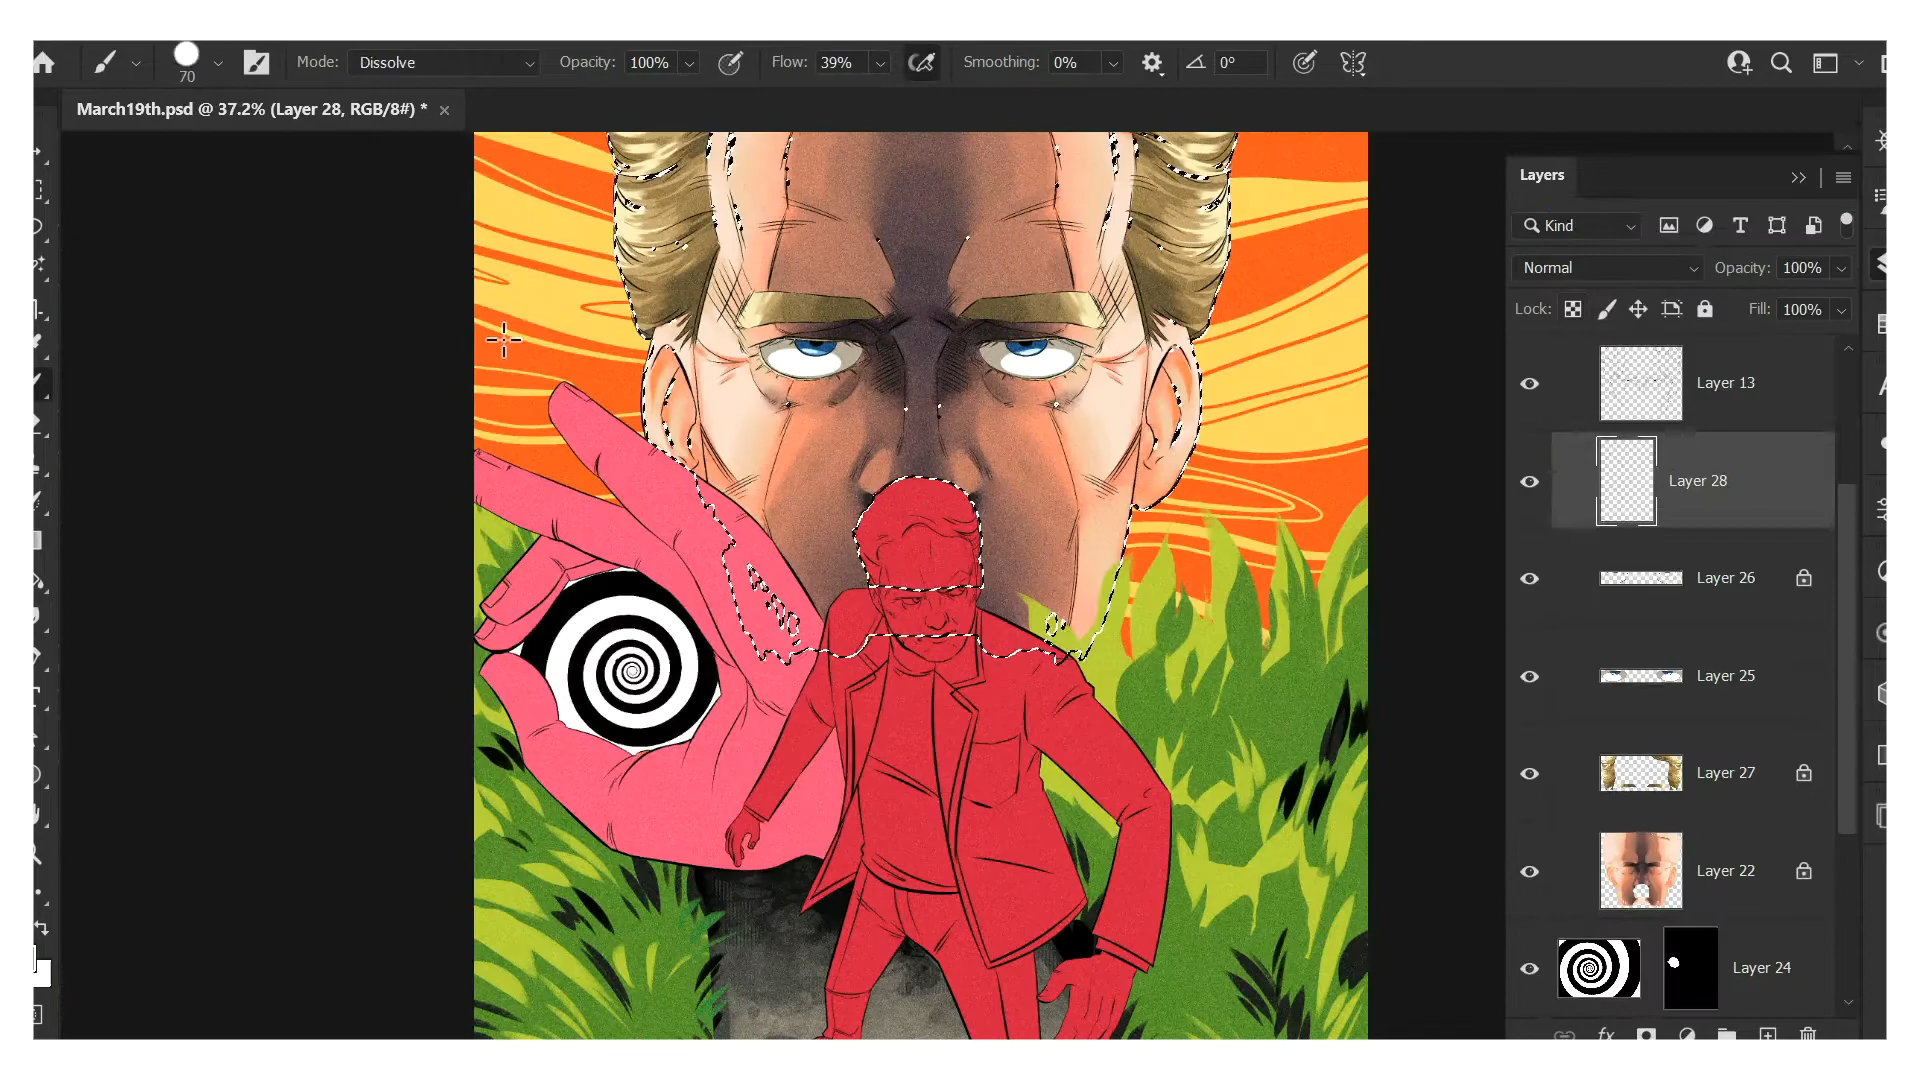 70 Mode: Dissolve Opacity: 100% Flow: 39% Smoothing: 0% 0°
March19th.psd @ 37.2% (Layer 28, RGB/8#) * ×
Layers
Kind
Normal Opacity: 100%
Lock: Fill: 100%
Layer 13
Layer 28
Layer 26
Layer 25
Layer 27
Layer 22
Layer 24
fx